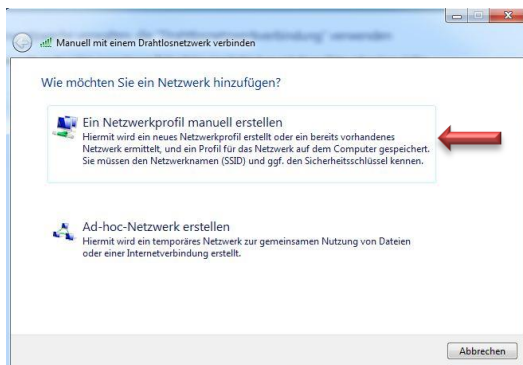 Manuell mit einem Drahtlosnetzwerk verbinden
Wie möchten Sie ein Netzwerk hinzufügen?
Ein Netzwerkprofil manuell erstellen
Hiermit wird ein neues Netzwerkprofil erstellt oder ein bereits vorhandenes
Netzwerk ermittelt, und ein Profil für das Netzwerk auf dem Computer gespeichert.
Sie müssen den Netzwerknamen (SSID) und ggf. den Sicherheitsschlüssel kennen.
Ad-hoc-Netzwerk erstellen
Hiermit wird ein temporäres Netzwerk zur gemeinsamen Nutzung von Dateien
oder einer Internetverbindung erstellt.
Abbrechen